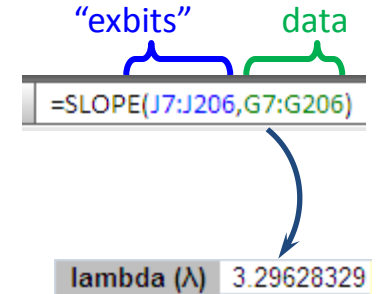 “exbits” data
=SLOPE(J7:J206,G7:G206)
lambda (λ) 3.29628329